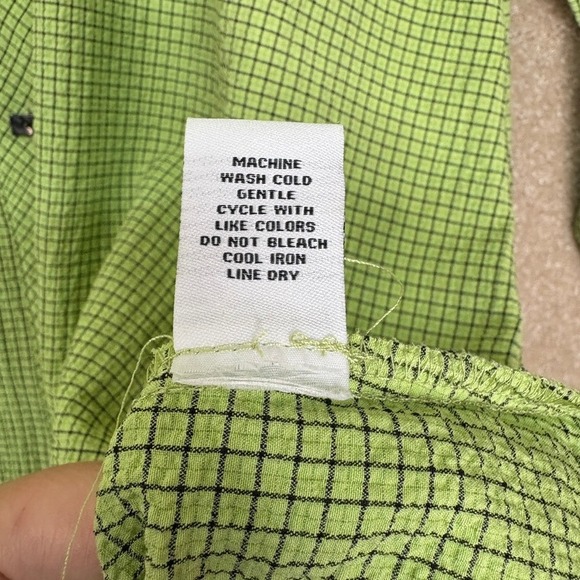 MACHINE
WASH COLD
GENTLE
CYCLE WITH
LIKE COLORS
DO NOT BLEACH
COOL IRON
LINE DRY